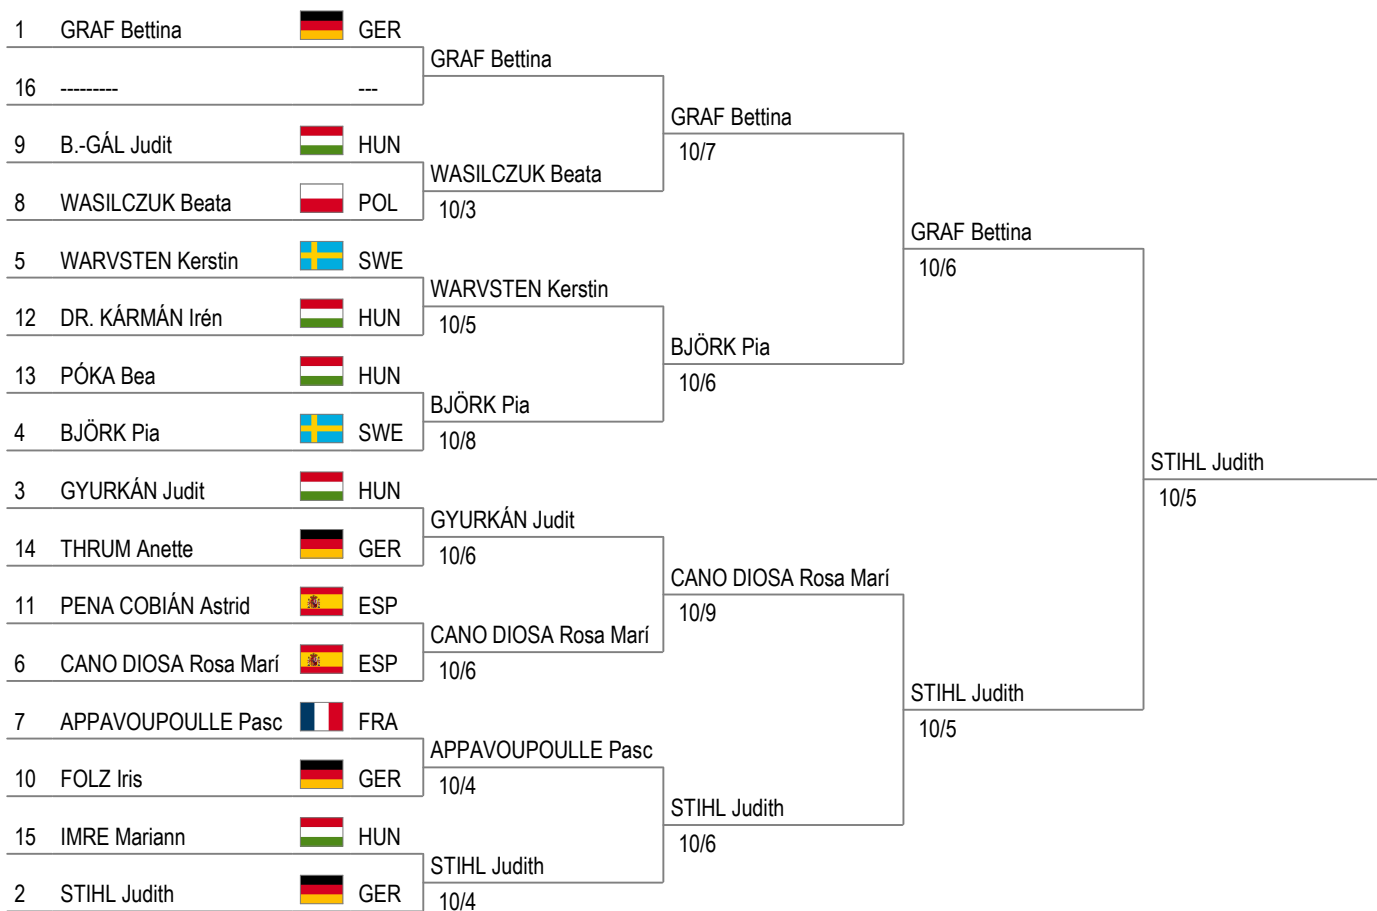 1 GRAF Bettina GER
16 --------- ---
9 B.-GÁL Judit HUN
8 WASILCZUK Beata POL
5 WARVSTEN Kerstin SWE
12 DR. KÁRMÁN Irén HUN
13 PÓKA Bea HUN
4 BJÖRK Pia SWE
3 GYURKÁN Judit HUN
14 THRUM Anette GER
11 PENA COBIÁN Astrid ESP
6 CANO DIOSA Rosa Marí ESP
7 APPAVOUPOULLE Pasc FRA
10 FOLZ Iris GER
15 IMRE Mariann HUN
2 STIHL Judith GER
GRAF Bettina
WASILCZUK Beata
10/3
WARVSTEN Kerstin
10/5
BJÖRK Pia
10/8
GYURKÁN Judit
10/6
CANO DIOSA Rosa Marí
10/6
APPAVOUPOULLE Pasc
10/4
STIHL Judith
10/4
GRAF Bettina
10/7
BJÖRK Pia
10/6
CANO DIOSA Rosa Marí
10/9
STIHL Judith
10/6
GRAF Bettina
10/6
STIHL Judith
10/5
STIHL Judith
10/5